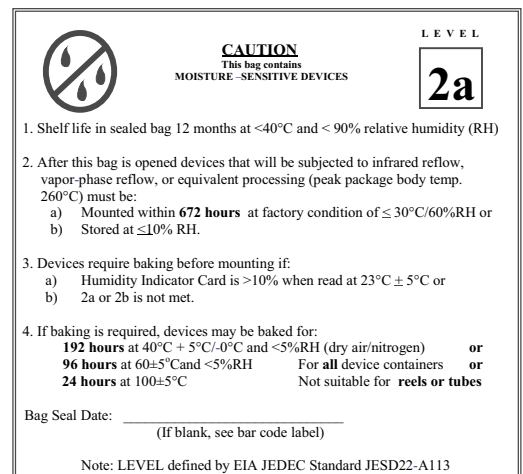 LEVEL
CAUTION
This bag contains
MOISTURE –SENSITIVE DEVICES
2a
1. Shelf life in sealed bag 12 months at <40°C and < 90% relative humidity (RH)
2. After this bag is opened devices that will be subjected to infrared reflow,
vapor-phase reflow, or equivalent processing (peak package body temp.
260°C) must be:
a) Mounted within 672 hours at factory condition of ≤ 30°C/60%RH or
b) Stored at ≤10% RH.
3. Devices require baking before mounting if:
a) Humidity Indicator Card is >10% when read at 23°C ± 5°C or
b) 2a or 2b is not met.
4. If baking is required, devices may be baked for:
192 hours at 40°C + 5°C/-0°C and <5%RH (dry air/nitrogen) or
96 hours at 60±5°Cand <5%RH For all device containers or
24 hours at 100±5°C Not suitable for reels or tubes
Bag Seal Date: ______________________________
(If blank, see bar code label)
Note: LEVEL defined by EIA JEDEC Standard JESD22-A113